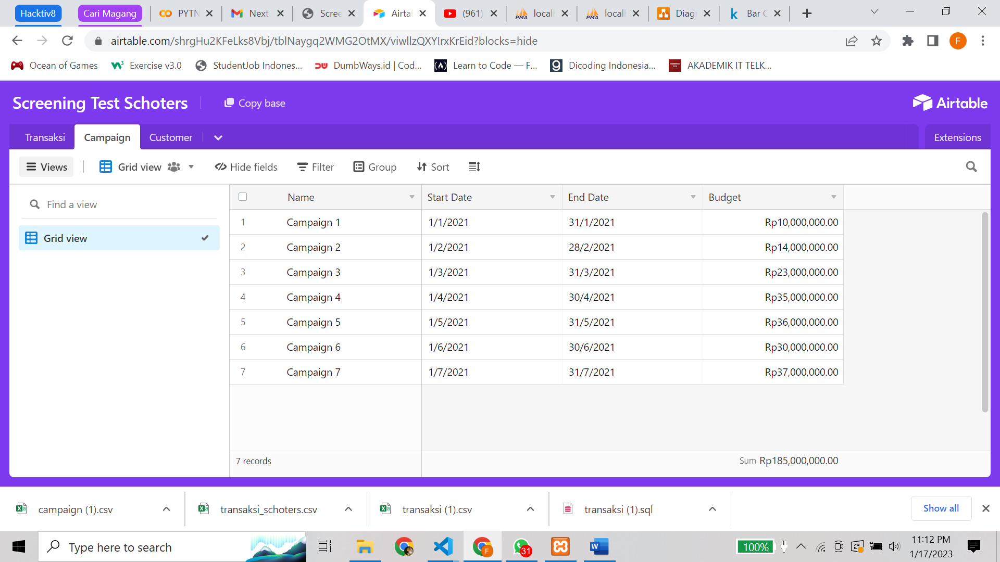 Hacktiv8
Cari Magang
PYTN
Next
Scree
Airtal
(961)
localh
localh
Diagr
Bar C
airtable.com/shrgHu2KFeLks8Vbj/tblNaygq2WMG2OtMX/viwllzQXYIrxKrEid?blocks=hide
F
Ocean of Games
Exercise v3.0
StudentJob Indones...
DumbWays.id | Cod...
Learn to Code — F...
Dicoding Indonesia...
AKADEMIK IT TELK...
Screening Test Schoters
Copy base
Airtable
Transaksi
Campaign
Customer
Extensions
Views
Grid view
Hide fields
Filter
Group
Sort
Find a view
Grid view
Name Start Date End Date Budget
1 Campaign 1 1/1/2021 31/1/2021 Rp10,000,000.00
2 Campaign 2 1/2/2021 28/2/2021 Rp14,000,000.00
3 Campaign 3 1/3/2021 31/3/2021 Rp23,000,000.00
4 Campaign 4 1/4/2021 30/4/2021 Rp35,000,000.00
5 Campaign 5 1/5/2021 31/5/2021 Rp36,000,000.00
6 Campaign 6 1/6/2021 30/6/2021 Rp30,000,000.00
7 Campaign 7 1/7/2021 31/7/2021 Rp37,000,000.00
7 records
Sum Rp185,000,000.00
campaign (1).csv
transaksi_schoters.csv
transaksi (1).csv
transaksi (1).sql
Show all
Type here to search
F
31
W
100%
11:12 PM
1/17/2023